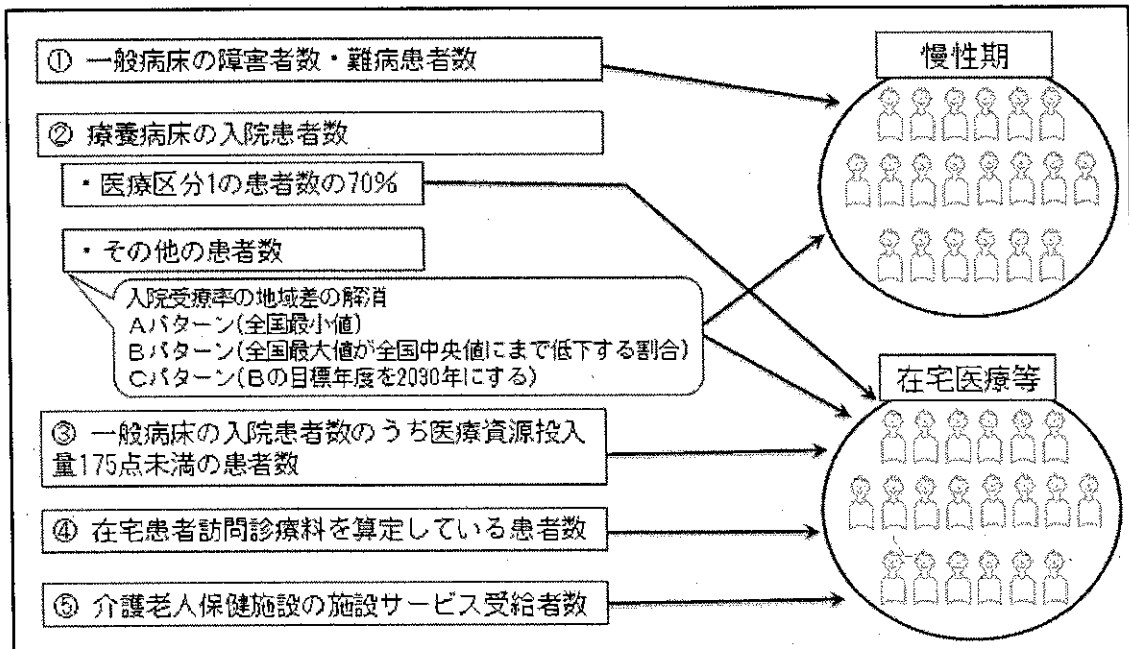 ① 一般病床の障害者数・難病患者数
慢性期
② 療養病床の入院患者数
・医療区分1の患者数の70%
・その他の患者数
入院受療率の地域差の解消
Aパターン(全国最小値)
Bパターン(全国最大値が全国中央値にまで低下する割合)
Cパターン(Bの目標年度を2030年にする)
在宅医療等
③ 一般病床の入院患者数のうち医療資源投入
量175点未満の患者数
④ 在宅患者訪問診療料を算定している患者数
⑤ 介護老人保健施設の施設サービス受給者数